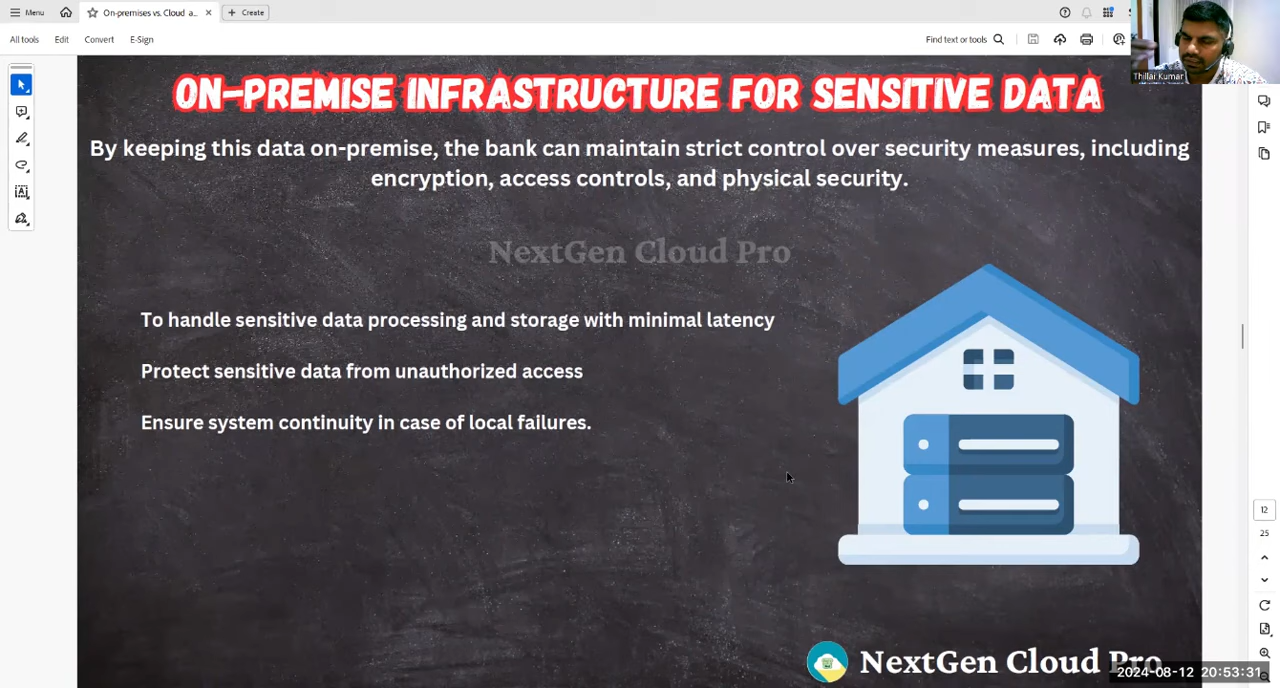 Menu
On-premises vs. Cloud a...
Create
All tools
Edit
Convert
E-Sign
Find text or tools
Thillai Kumar
ON-PREMISE INFRASTRUCTURE FOR SENSITIVE DATA
By keeping this data on-premise, the bank can maintain strict control over security measures, including
encryption, access controls, and physical security.
NextGen Cloud Pro
To handle sensitive data processing and storage with minimal latency
Protect sensitive data from unauthorized access
Ensure system continuity in case of local failures.
12
25
NextGen Cloud Pro
2024-08-12 20:53:31